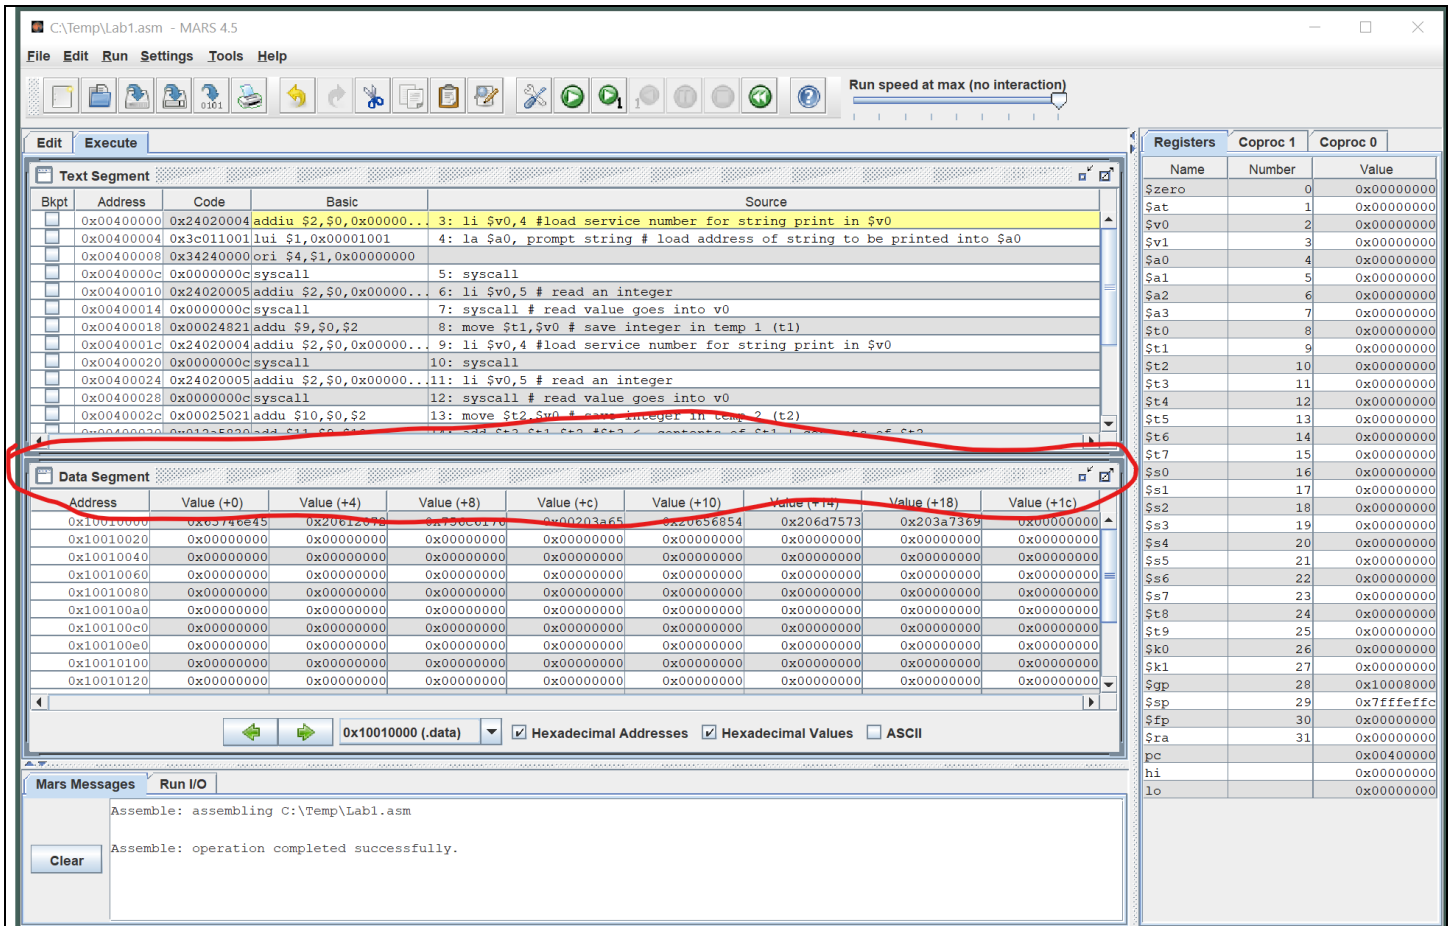 C:\Temp\Lab1.asm - MARS 4.5
File Edit Run Settings Tools Help
Run speed at max (no interaction)
Edit Execute
Text Segment
Bkpt Address Code Basic Source
0x00400000 0x24020004 addiu $2,$0,0x00000... 3: li $v0,4 #load service number for string print in $v0
0x00400004 0x3c011001 lui $1,0x00001001 4: la $a0, prompt string # load address of string to be printed into $a0
0x00400008 0x34240000 ori $4,$1,0x00000000
0x0040000c 0x0000000c syscall 5: syscall
0x00400010 0x24020005 addiu $2,$0,0x00000... 6: li $v0,5 # read an integer
0x00400014 0x0000000c syscall 7: syscall # read value goes into v0
0x00400018 0x00024821 addu $9,$0,$2 8: move $t1,$v0 # save integer in temp 1 (t1)
0x0040001c 0x24020004 addiu $2,$0,0x00000... 9: li $v0,4 #load service number for string print in $v0
0x00400020 0x0000000c syscall 10: syscall
0x00400024 0x24020005 addiu $2,$0,0x00000... 11: li $v0,5 # read an integer
0x00400028 0x0000000c syscall 12: syscall # read value goes into v0
0x0040002c 0x00025021 addu $10,$0,$2 13: move $t2,$v0 # save integer in temp 2 (t2)
Data Segment
Address Value (+0) Value (+4) Value (+8) Value (+c) Value (+10) Value (+14) Value (+18) Value (+1c)
0x10010000 0x65746e45 0x20656854 0x206d7573 0x203a7369 0x00000000
0x10010020 0x00000000 0x00000000 0x00000000 0x00000000 0x00000000 0x00000000 0x00000000 0x00000000
0x10010040 0x00000000 0x00000000 0x00000000 0x00000000 0x00000000 0x00000000 0x00000000 0x00000000
0x10010060 0x00000000 0x00000000 0x00000000 0x00000000 0x00000000 0x00000000 0x00000000 0x00000000
0x10010080 0x00000000 0x00000000 0x00000000 0x00000000 0x00000000 0x00000000 0x00000000 0x00000000
0x100100a0 0x00000000 0x00000000 0x00000000 0x00000000 0x00000000 0x00000000 0x00000000 0x00000000
0x100100c0 0x00000000 0x00000000 0x00000000 0x00000000 0x00000000 0x00000000 0x00000000 0x00000000
0x100100e0 0x00000000 0x00000000 0x00000000 0x00000000 0x00000000 0x00000000 0x00000000 0x00000000
0x10010100 0x00000000 0x00000000 0x00000000 0x00000000 0x00000000 0x00000000 0x00000000 0x00000000
0x10010120 0x00000000 0x00000000 0x00000000 0x00000000 0x00000000 0x00000000 0x00000000 0x00000000
0x10010000 (.data) Hexadecimal Addresses Hexadecimal Values ASCII
Mars Messages Run I/O
Assemble: assembling C:\Temp\Lab1.asm
Assemble: operation completed successfully.
Clear
Registers Coproc 1 Coproc 0
Name Number Value
$zero 0 0x00000000
$at 1 0x00000000
$v0 2 0x00000000
$v1 3 0x00000000
$a0 4 0x00000000
$a1 5 0x00000000
$a2 6 0x00000000
$a3 7 0x00000000
$t0 8 0x00000000
$t1 9 0x00000000
$t2 10 0x00000000
$t3 11 0x00000000
$t4 12 0x00000000
$t5 13 0x00000000
$t6 14 0x00000000
$t7 15 0x00000000
$s0 16 0x00000000
$s1 17 0x00000000
$s2 18 0x00000000
$s3 19 0x00000000
$s4 20 0x00000000
$s5 21 0x00000000
$s6 22 0x00000000
$s7 23 0x00000000
$t8 24 0x00000000
$t9 25 0x00000000
$k0 26 0x00000000
$k1 27 0x00000000
$gp 28 0x10008000
$sp 29 0x7fffeffc
$fp 30 0x00000000
$ra 31 0x00000000
pc 0x00400000
hi 0x00000000
lo 0x00000000